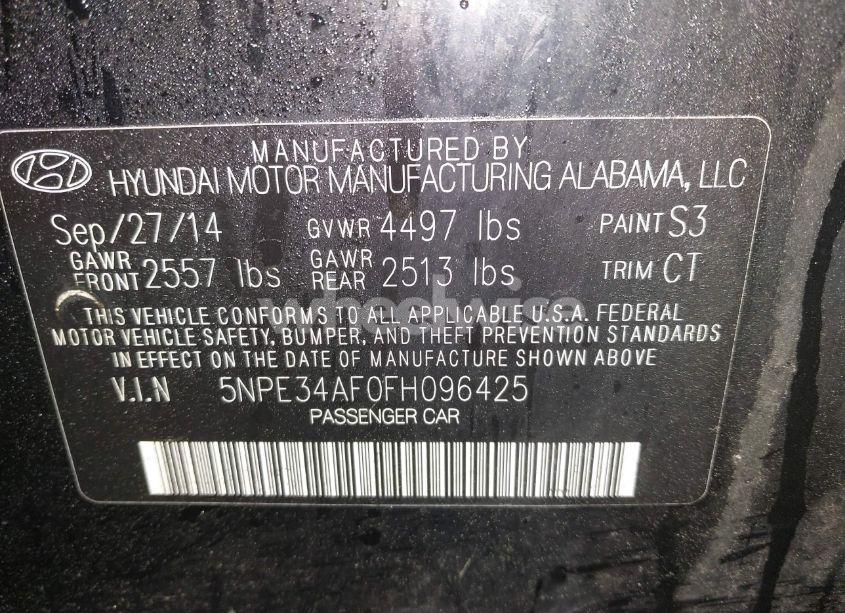 MANUFACTURED BY
HYUNDAI MOTOR MANUFACTURING ALABAMA, LLC
Sep/27/14 GVWR 4497 lbs PAINT S3
GAWR FRONT 2557 lbs GAWR REAR 2513 lbs TRIM CT
wheelwise
THIS VEHICLE CONFORMS TO ALL APPLICABLE U.S.A. FEDERAL
MOTOR VEHICLE SAFETY, BUMPER, AND THEFT PREVENTION STANDARDS
IN EFFECT ON THE DATE OF MANUFACTURE SHOWN ABOVE
V.I.N 5NPE34AF0FH096425
PASSENGER CAR